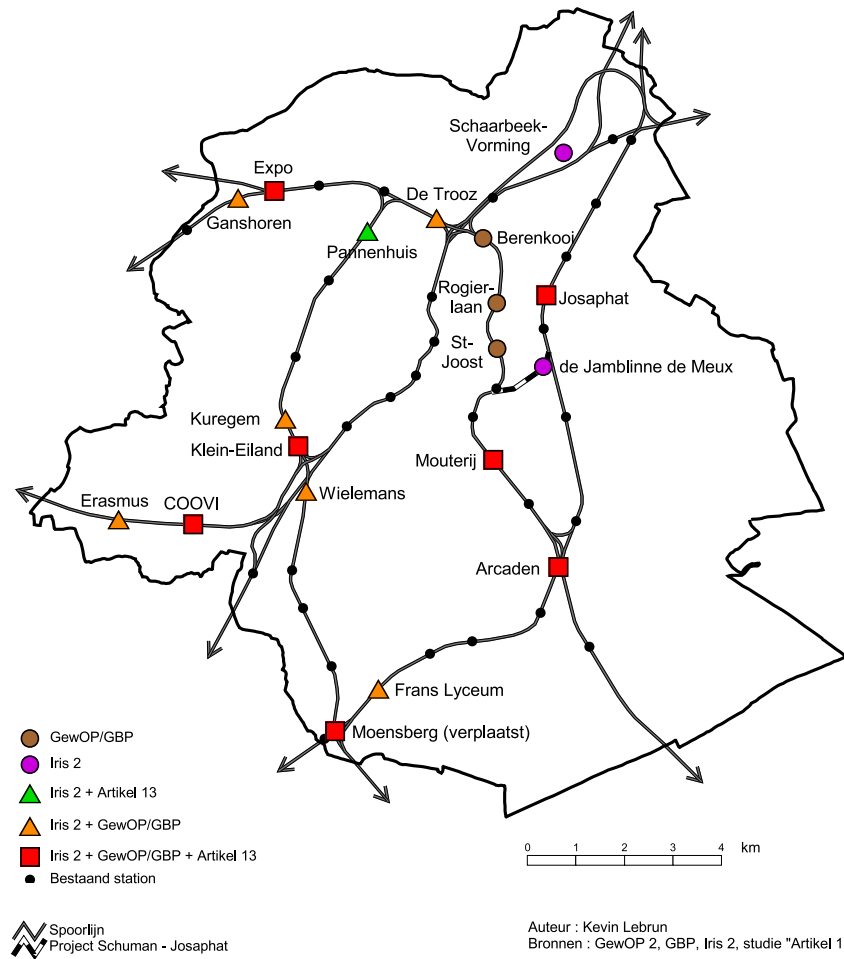 Schaarbeek-
Vorming
Expo
De Trooz
Ganshoren
Pannenhuis
Berenkooi
Rogier-
laan
Josaphat
St-
Joost
de Jamblinne de Meux
Kuregem
Klein-Eiland
Mouterij
Wielemans
Erasmus
COOVI
Arcaden
Frans Lyceum
Moensberg (verplaatst)
GewOP/GBP
Iris 2
Iris 2 + Artikel 13
Iris 2 + GewOP/GBP
Iris 2 + GewOP/GBP + Artikel 13
Bestaand station
Spoorlijn
Project Schuman - Josaphat
km
0 1 2 3 4
Auteur : Kevin Lebrun
Bronnen : GewOP 2, GBP, Iris 2, studie "Artikel 1